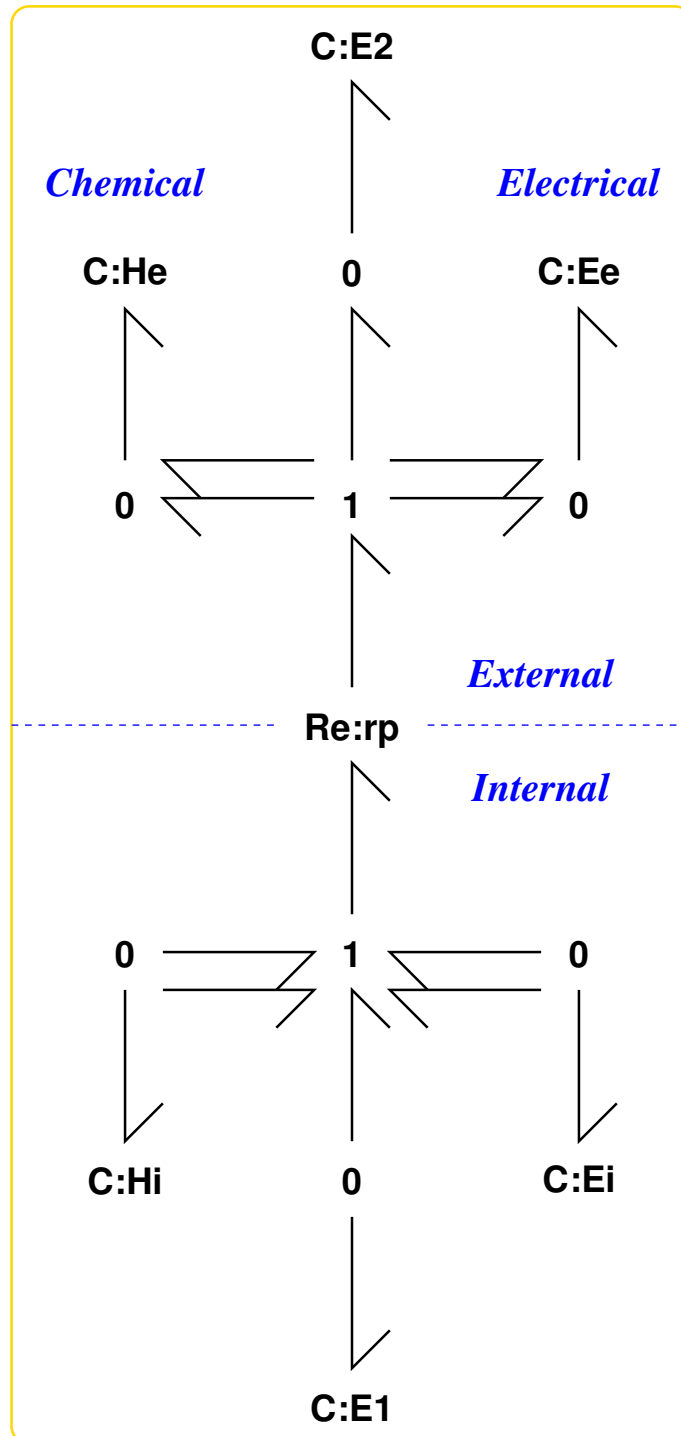 C:E2
Chemical Electrical
C:He 0 C:Ee
0 1 0
External
Re:rp
Internal
0 1 0
C:Hi 0 C:Ei
C:E1